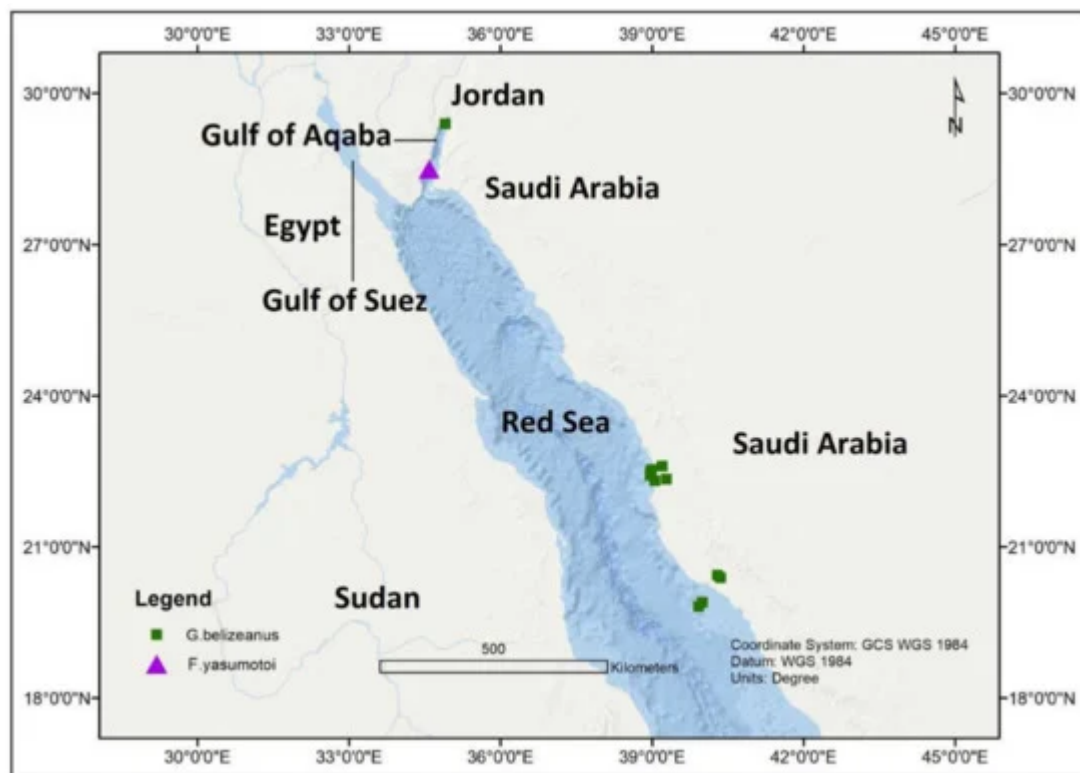 30°0'0"E 33°0'0"E 36°0'0"E 39°0'0"E 42°0'0"E 45°0'0"E
30°0'0"N 30°0'0"N
Jordan
N
Gulf of Aqaba
Saudi Arabia
Egypt
27°0'0"N 27°0'0"N
Gulf of Suez
24°0'0"N 24°0'0"N
Red Sea
Saudi Arabia
21°0'0"N 21°0'0"N
Legend
Sudan
G.belizeanus
F.yasumotoi
500
Kilometers
Coordinate System: GCS WGS 1984
Datum: WGS 1984
Units: Degree
18°0'0"N 18°0'0"N
30°0'0"E 33°0'0"E 36°0'0"E 39°0'0"E 42°0'0"E 45°0'0"E